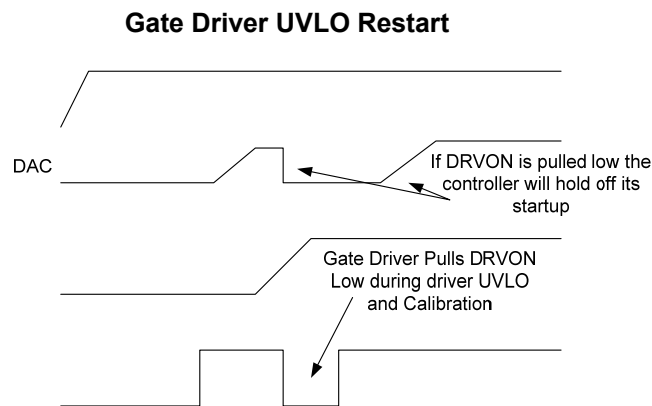 Gate Driver UVLO Restart
DAC
If DRVON is pulled low the
controller will hold off its
startup
Gate Driver Pulls DRVON
Low during driver UVLO
and Calibration